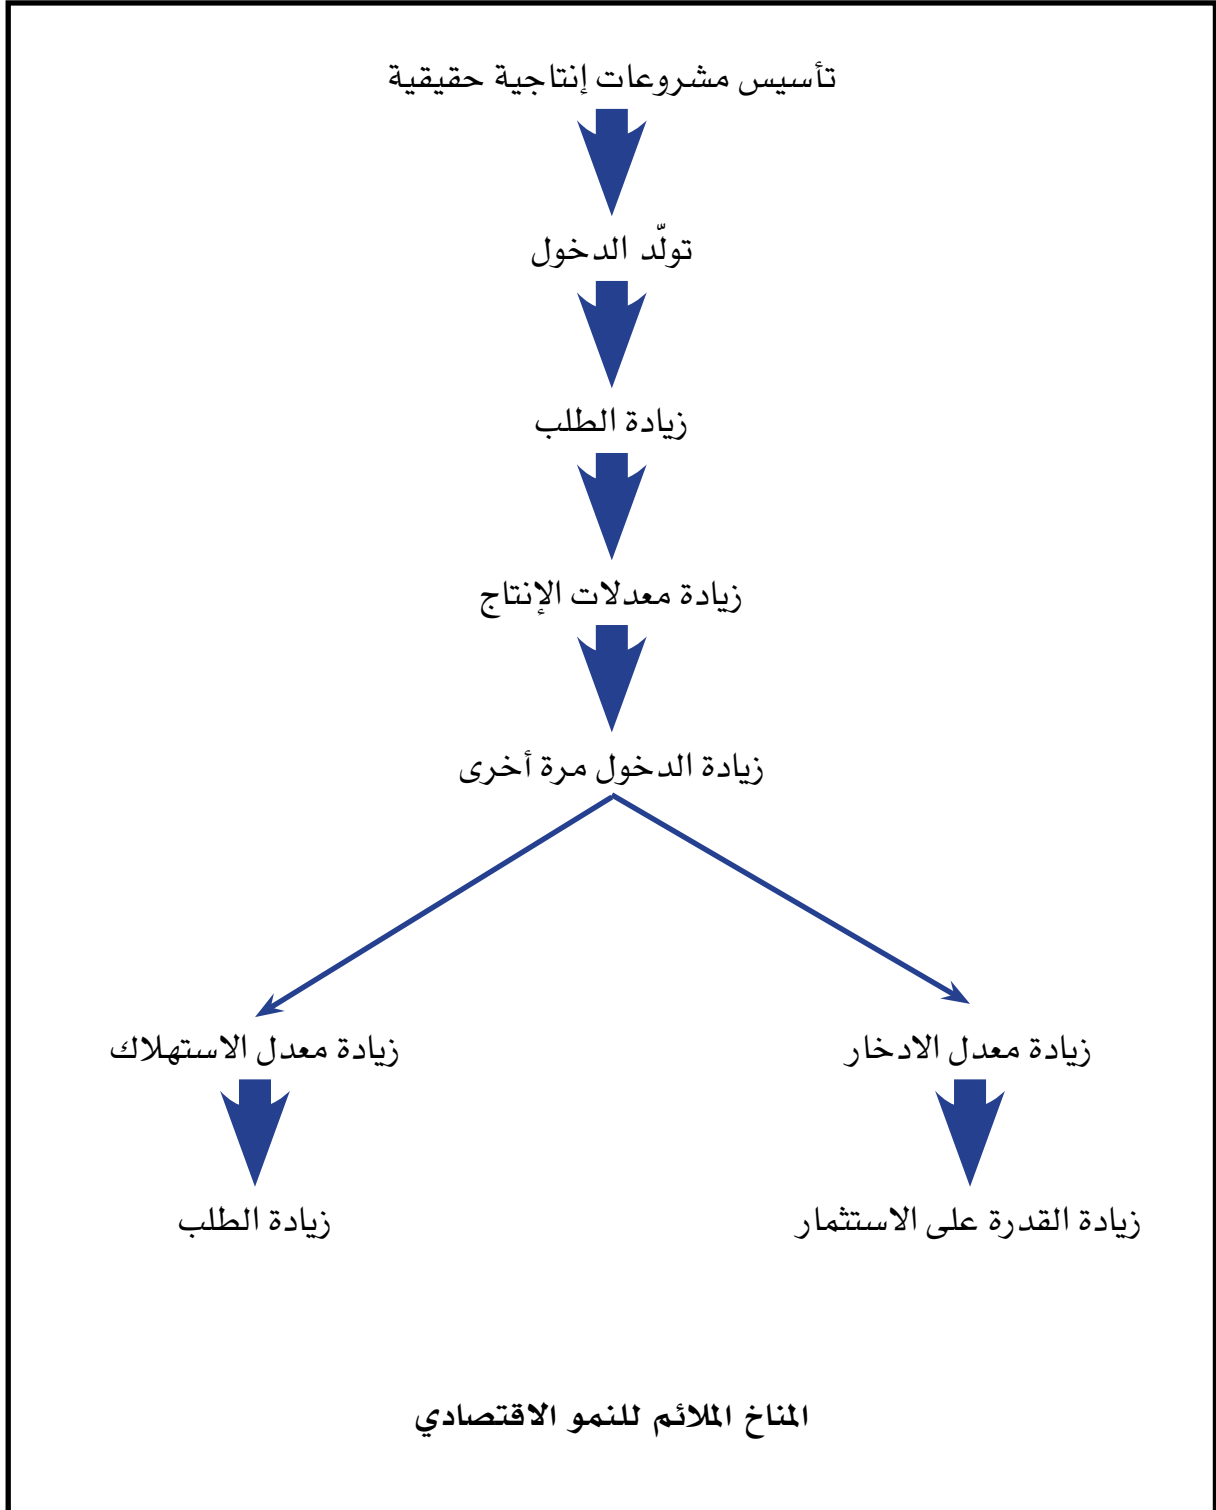 تأسيس مشروعات إنتاجية حقيقية
تولّد الدخول
زيادة الطلب
زيادة معدلات الإنتاج
زيادة الدخول مرة أخرى
زيادة معدل الادخار
زيادة معدل الاستهلاك
زيادة القدرة على الاستثمار
زيادة الطلب
المناخ الملائم للنمو الاقتصادي